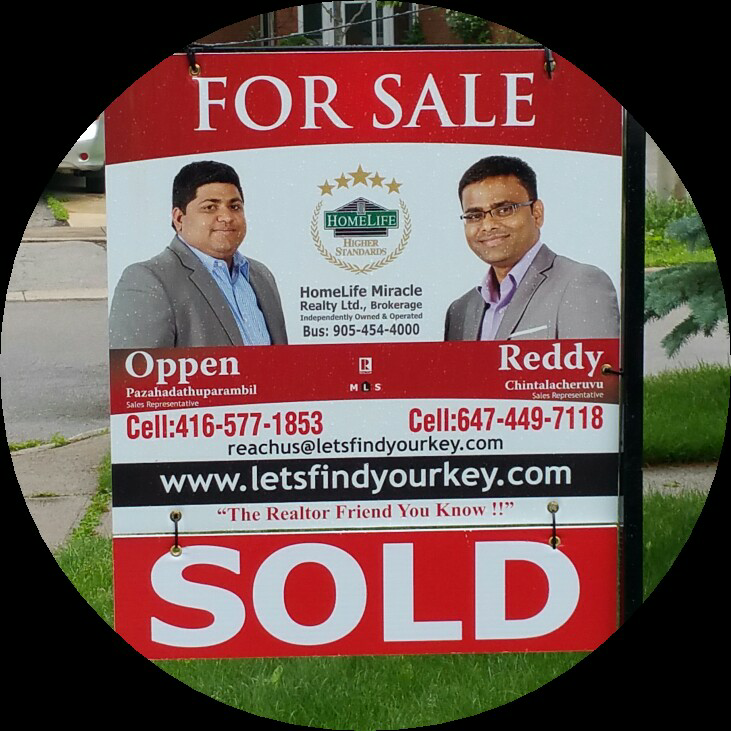 FOR SALE
HOMELIFE
HIGHER
STANDARDS
HomeLife Miracle
Realty Ltd., Brokerage
Independently Owned & Operated
Bus: 905-454-4000
Oppen
Pazahadathuparambil
Sales Representative
R
MLS
Reddy
Chintalacheruvu
Sales Representative
Cell:416-577-1853 Cell:647-449-7118
reachus@letsfindyourkey.com
www.letsfindyourkey.com
“The Realtor Friend You Know !!”
SOLD